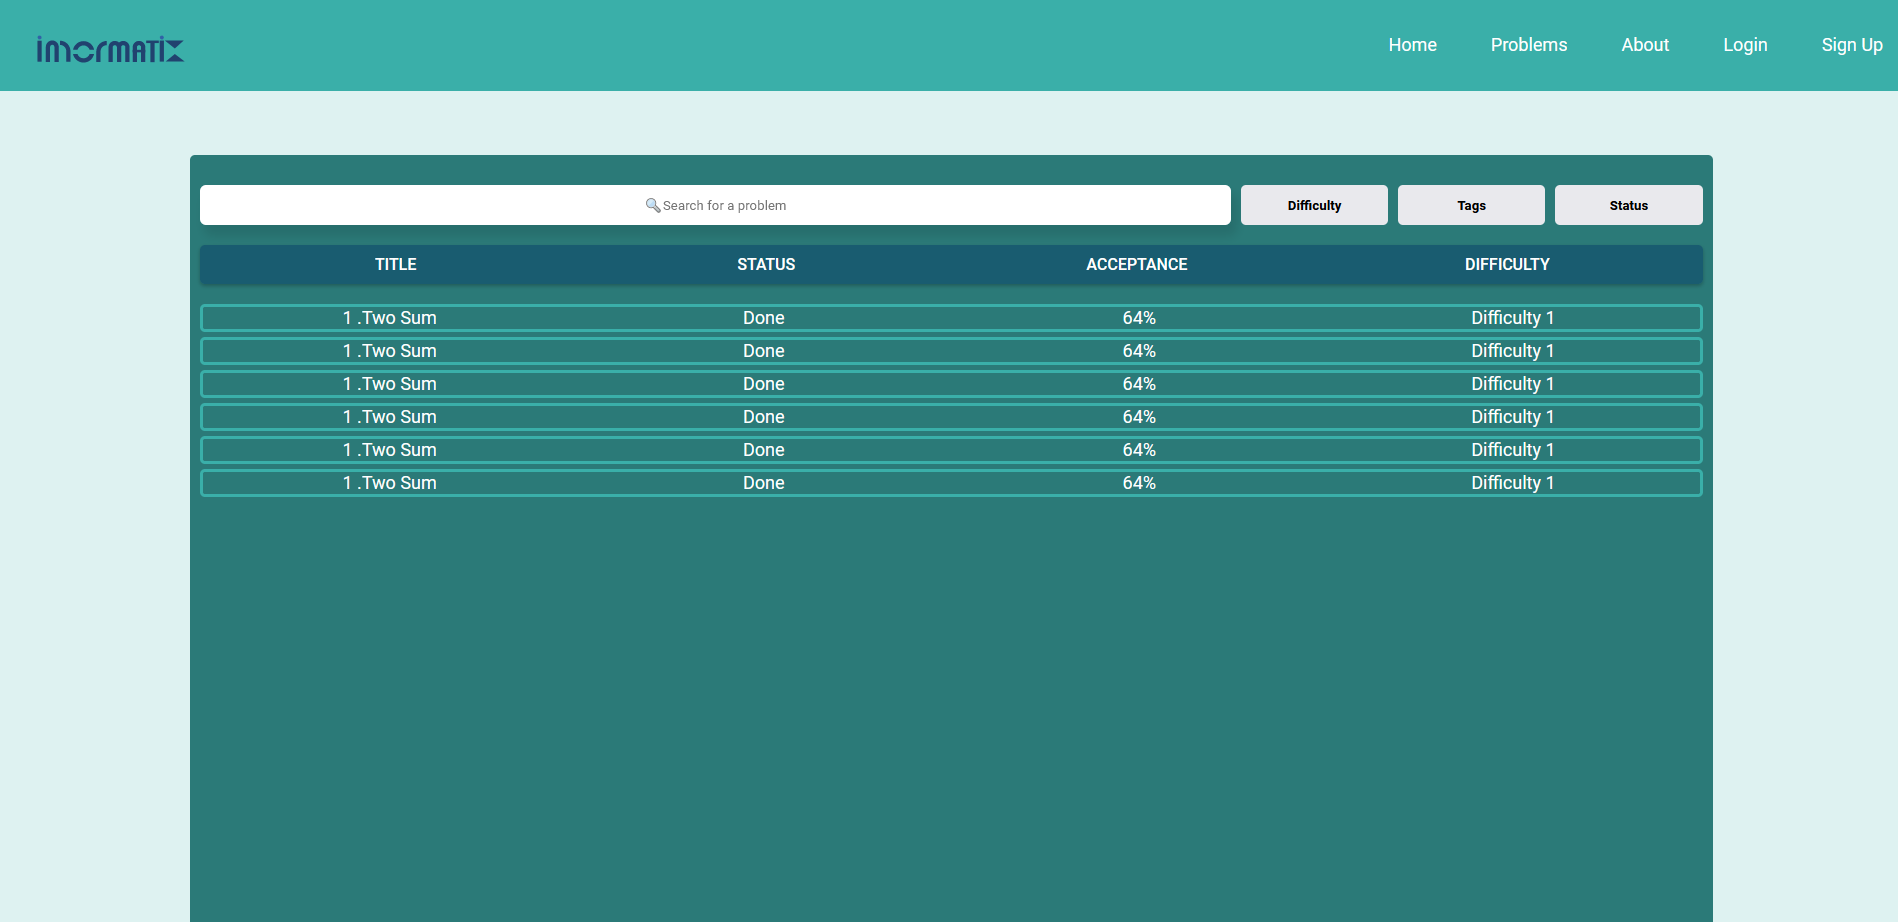 imormatix
Home Problems About Login Sign Up
🔍Search for a problem Difficulty Tags Status
TITLE STATUS ACCEPTANCE DIFFICULTY
1 .Two Sum Done 64% Difficulty 1
1 .Two Sum Done 64% Difficulty 1
1 .Two Sum Done 64% Difficulty 1
1 .Two Sum Done 64% Difficulty 1
1 .Two Sum Done 64% Difficulty 1
1 .Two Sum Done 64% Difficulty 1